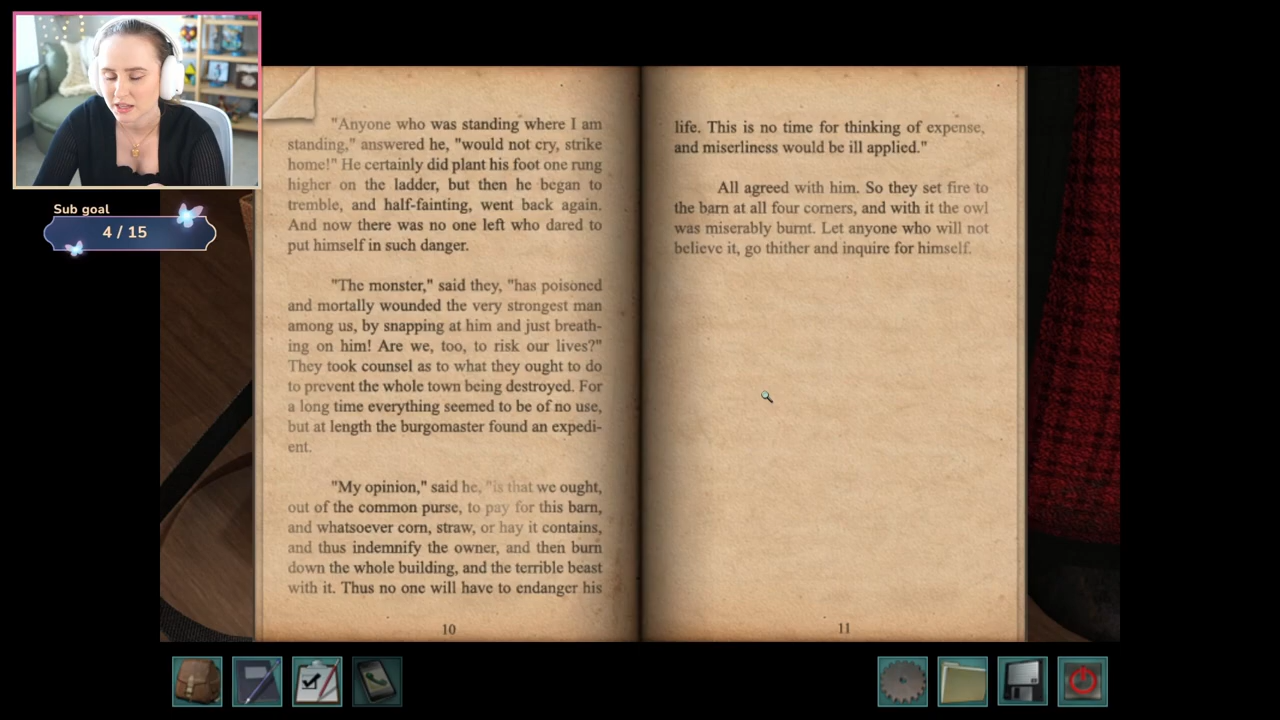 Sub goal
4 / 15
"Anyone who was standing where I am
standing," answered he, "would not cry, strike
home!" He certainly did plant his foot one rung
higher on the ladder, but then he began to
tremble, and half-fainting, went back again.
And now there was no one left who dared to
put himself in such danger.
"The monster," said they, "has poisoned
and mortally wounded the very strongest man
among us, by snapping at him and just breath-
ing on him! Are we, too, to risk our lives?"
They took counsel as to what they ought to do
to prevent the whole town being destroyed. For
a long time everything seemed to be of no use,
but at length the burgomaster found an expedi-
ent.
"My opinion," said he, "is that we ought,
out of the common purse, to pay for this barn,
and whatsoever corn, straw, or hay it contains,
and thus indemnify the owner, and then burn
down the whole building, and the terrible beast
with it. Thus no one will have to endanger his
10
life. This is no time for thinking of expense,
and miserliness would be ill applied."
All agreed with him. So they set fire to
the barn at all four corners, and with it the owl
was miserably burnt. Let anyone who will not
believe it, go thither and inquire for himself.
11